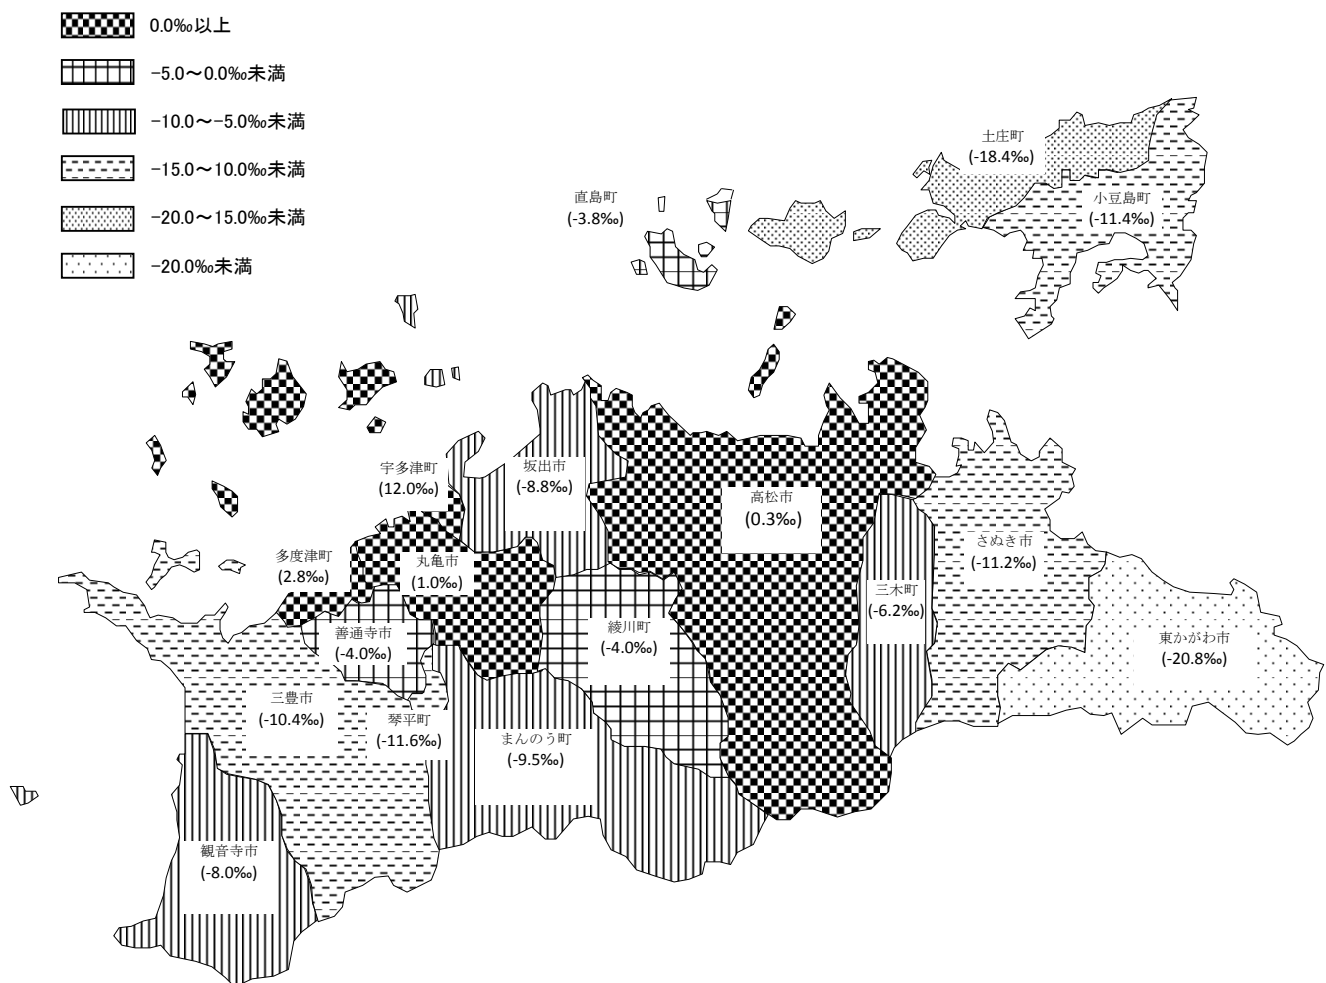 0.0‰以上
-5.0～0.0‰未満
-10.0～-5.0‰未満
-15.0～10.0‰未満
-20.0～15.0‰未満
-20.0‰未満
土庄町
(-18.4‰)
直島町
(-3.8‰)
小豆島町
(-11.4‰)
宇多津町
(12.0‰)
坂出市
(-8.8‰)
高松市
(0.3‰)
多度津町
(2.8‰)
丸亀市
(1.0‰)
さぬき市
(-11.2‰)
三木町
(-6.2‰)
善通寺市
(-4.0‰)
綾川町
(-4.0‰)
東かがわ市
(-20.8‰)
三豊市
(-10.4‰)
琴平町
(-11.6‰)
まんのう町
(-9.5‰)
観音寺市
(-8.0‰)